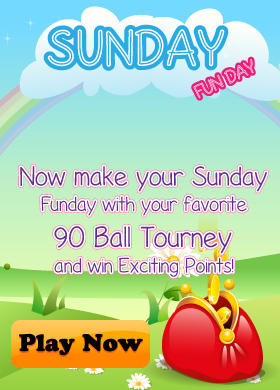 SUNDAY
FUN DAY
Now make your Sunday
Funday with your favorite
90 Ball Tourney
and win Exciting Points!
Play Now